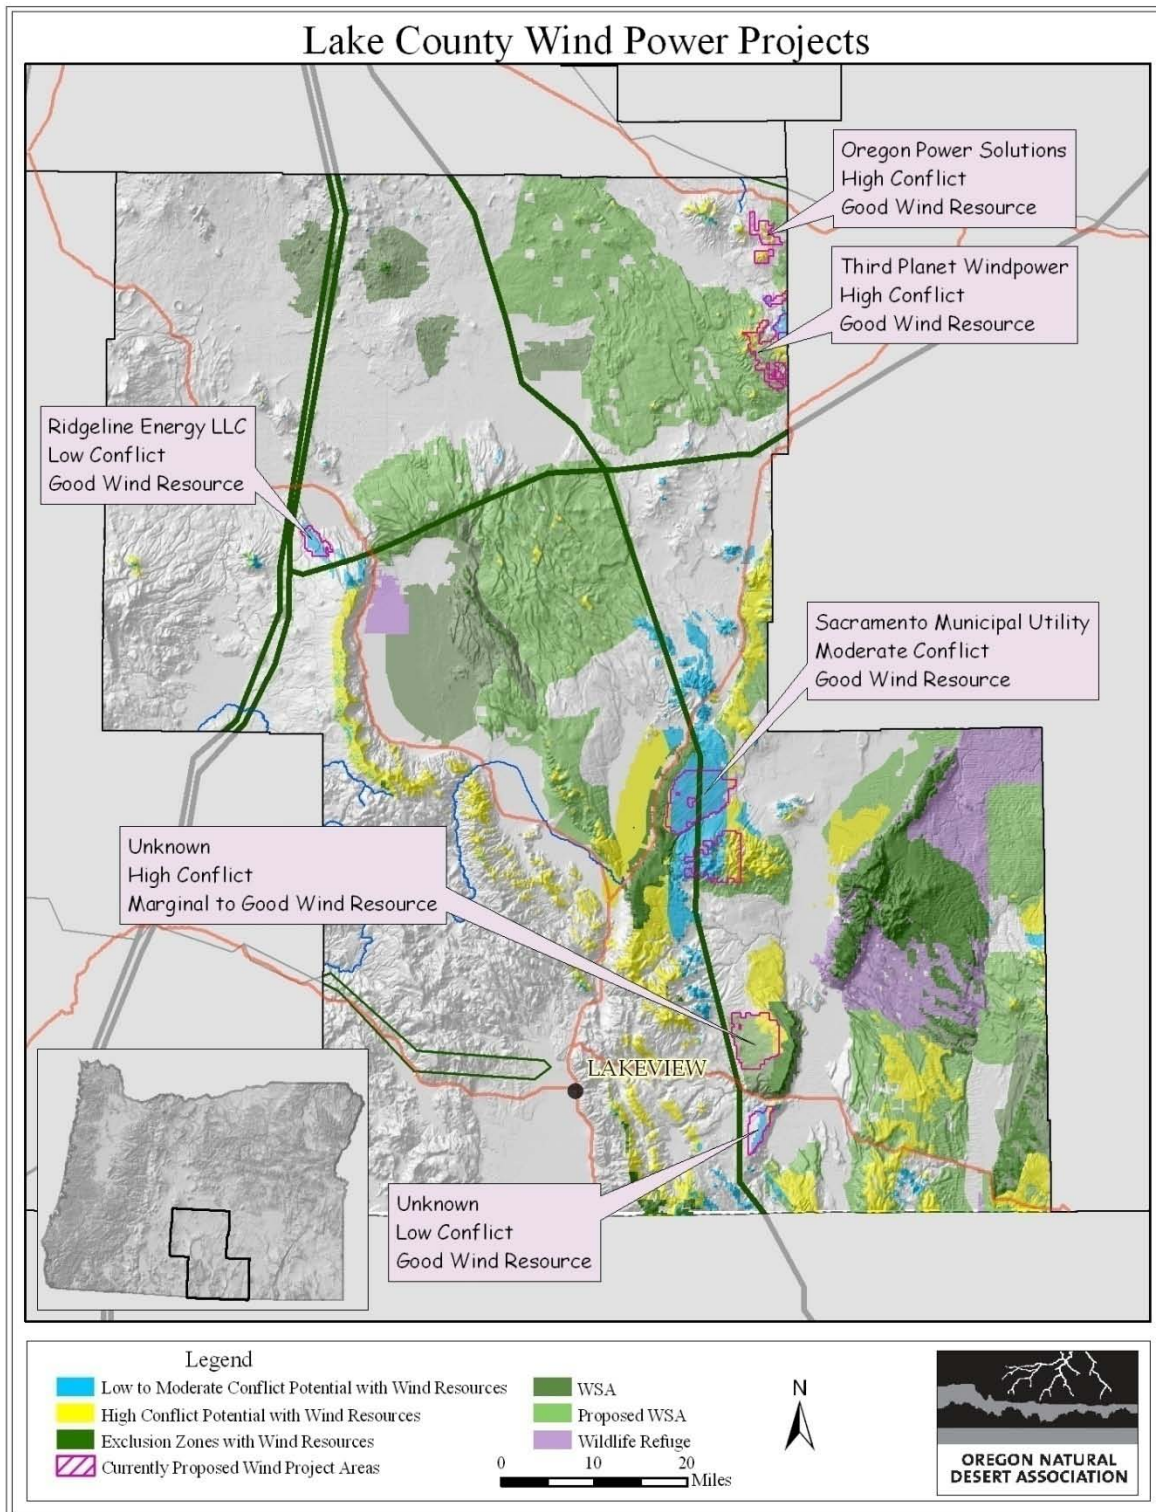 Lake County Wind Power Projects
Oregon Power Solutions
High Conflict
Good Wind Resource
Third Planet Windpower
High Conflict
Good Wind Resource
Ridgeline Energy LLC
Low Conflict
Good Wind Resource
Sacramento Municipal Utility
Moderate Conflict
Good Wind Resource
Unknown
High Conflict
Marginal to Good Wind Resource
LAKEVIEW
Unknown
Low Conflict
Good Wind Resource
Legend
Low to Moderate Conflict Potential with Wind Resources
High Conflict Potential with Wind Resources
Exclusion Zones with Wind Resources
Currently Proposed Wind Project Areas
WSA
Proposed WSA
Wildlife Refuge
0 10 20
Miles
N
OREGON NATURAL
DESERT ASSOCIATION